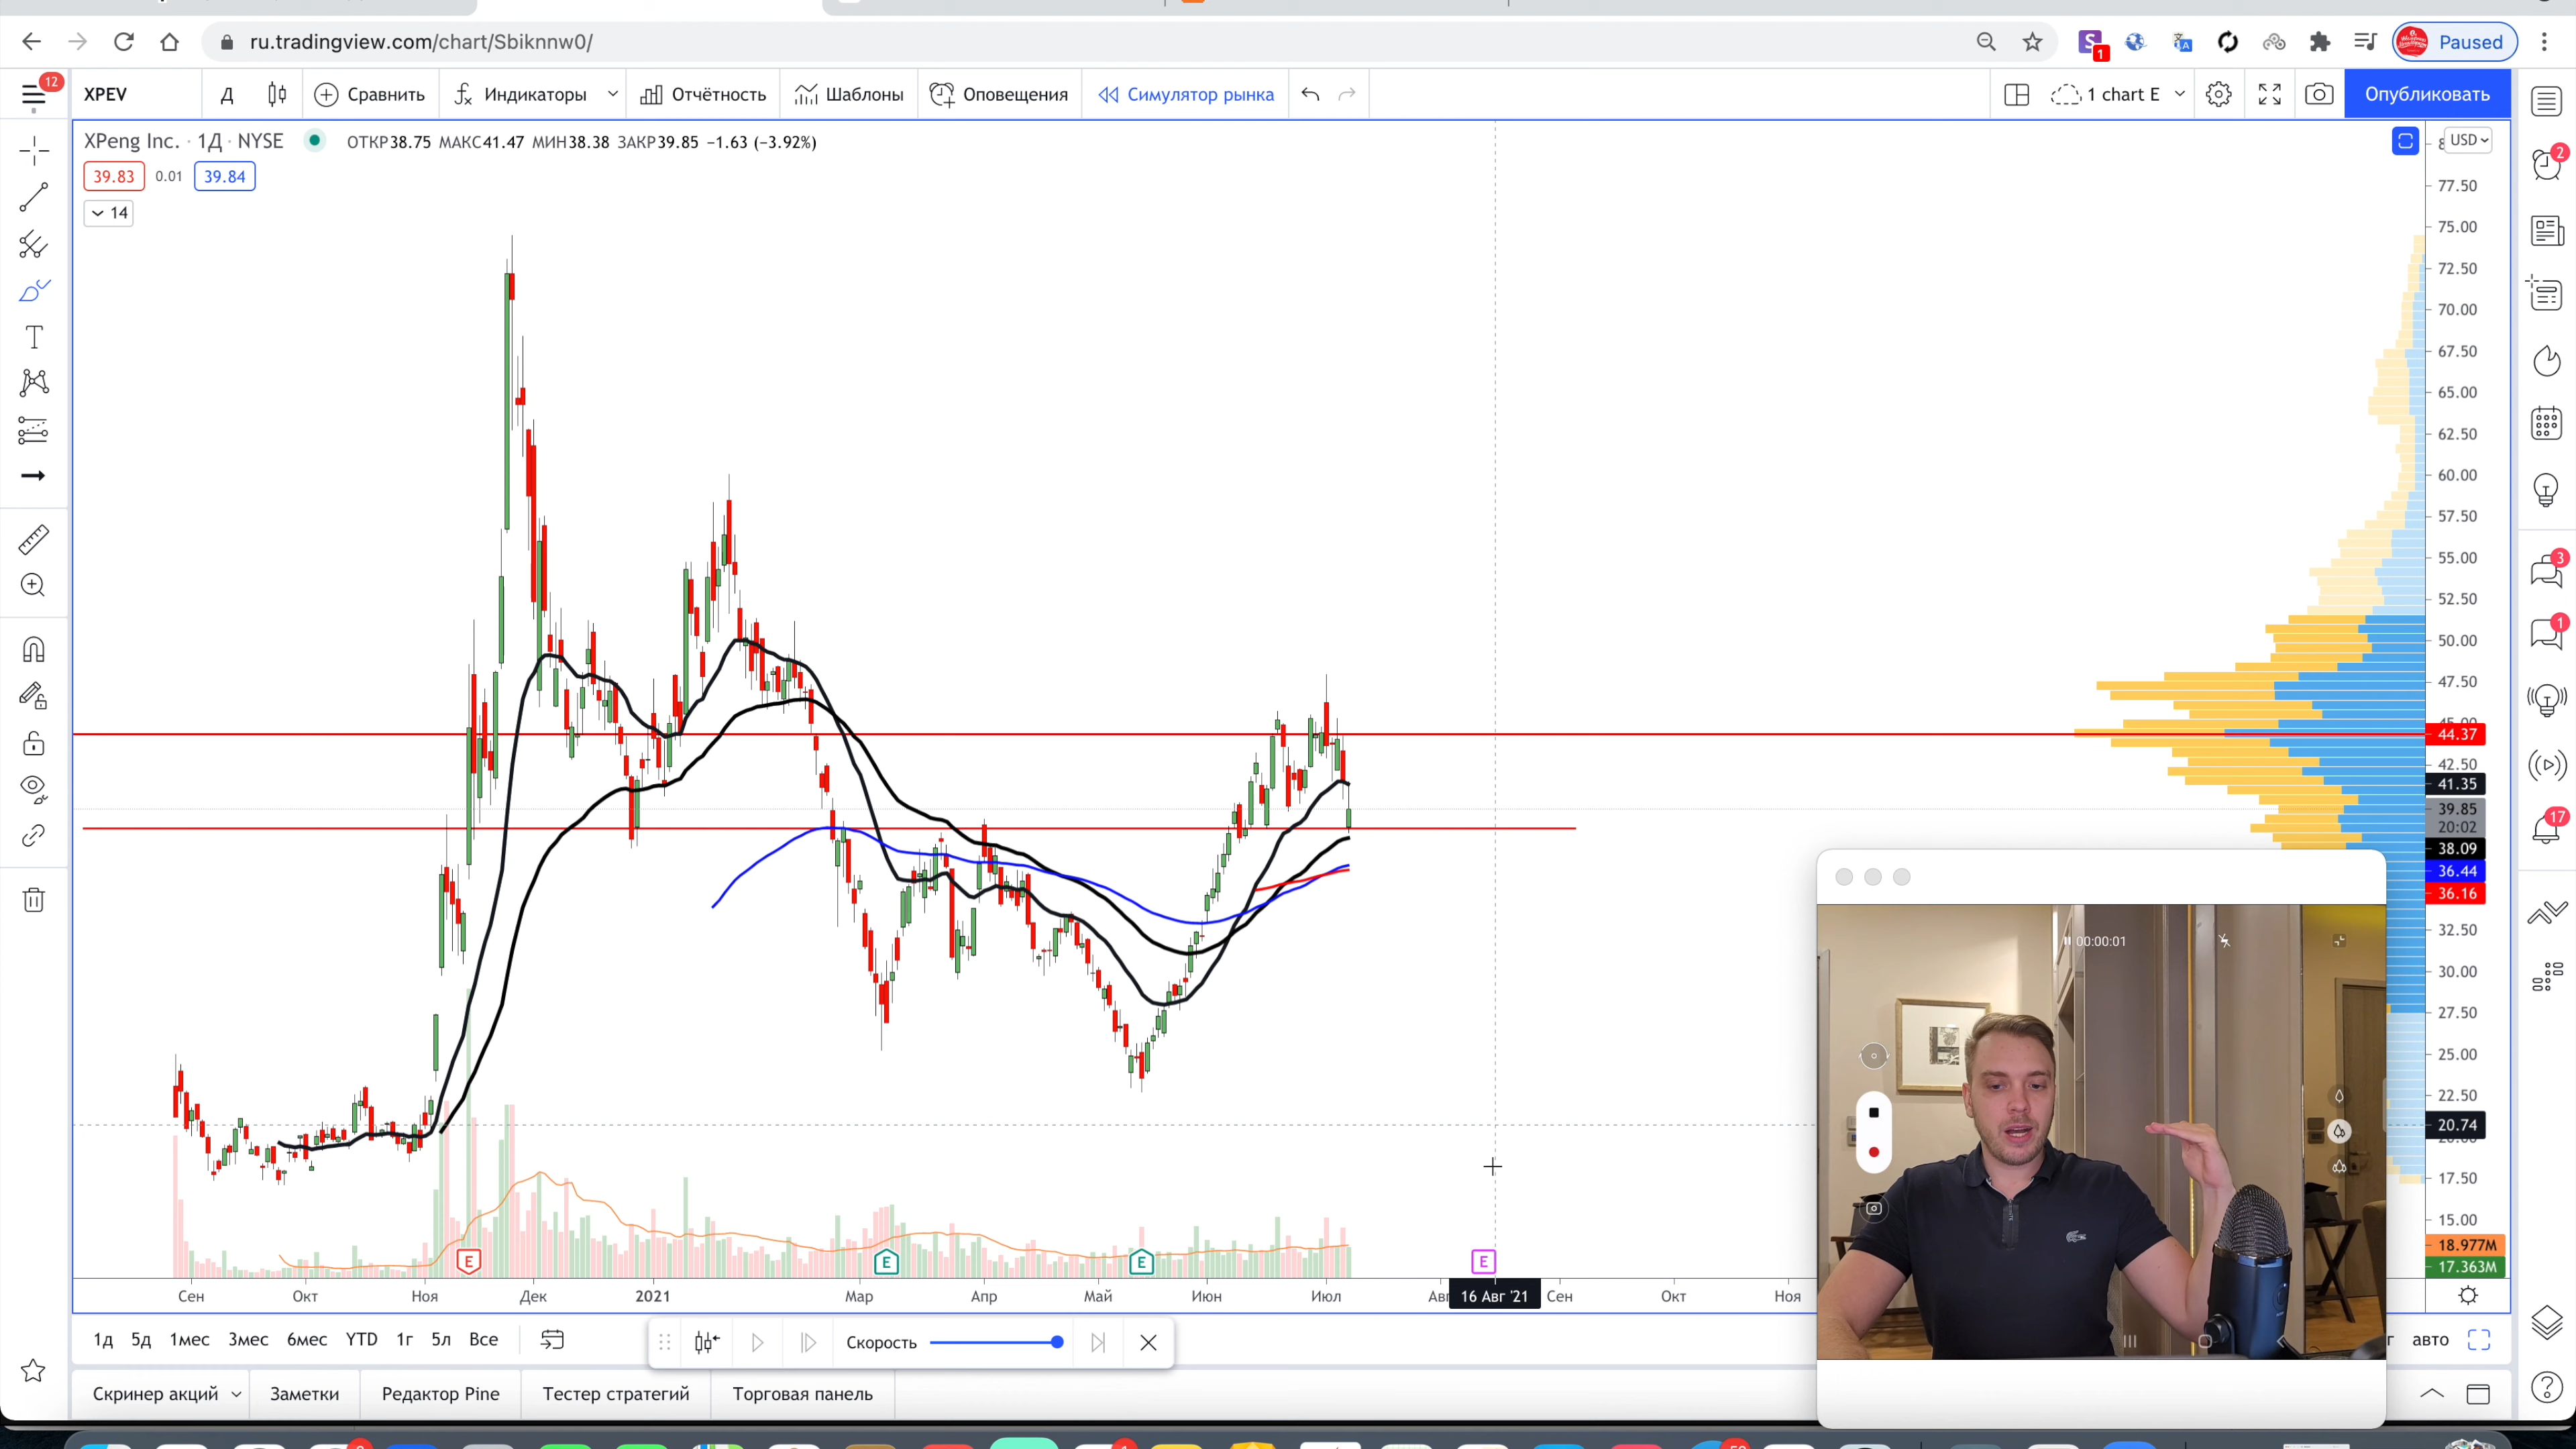 ru.tradingview.com/chart/Sbiknnw0/
S
1
Paused
12
XPEV
Д
Сравнить
Индикаторы
Отчётность
Шаблоны
Оповещения
Симулятор рынка
1 chart E
Опубликовать
XPeng Inc. · 1Д · NYSE
ОТКР38.75 МАКС41.47 МИН38.38 ЗАКР39.85 −1.63 (−3.92%)
39.83
0.01
39.84
14
USD
77.50
75.00
72.50
70.00
67.50
65.00
62.50
60.00
57.50
55.00
52.50
50.00
47.50
44.37
42.50
41.35
39.85
20:02
38.09
36.44
36.16
32.50
30.00
27.50
25.00
22.50
20.74
17.50
15.00
18.977M
17.363M
2
3
1
17
00:00:01
E
E
E
E
Сен
Окт
Ноя
Дек
2021
Мар
Апр
Май
Июн
Июл
Авг
16 Авг '21
Сен
Окт
Ноя
1д
5д
1мес
3мес
6мес
YTD
1г
5л
Все
Скорость
авто
Скринер акций
Заметки
Редактор Pine
Тестер стратегий
Торговая панель